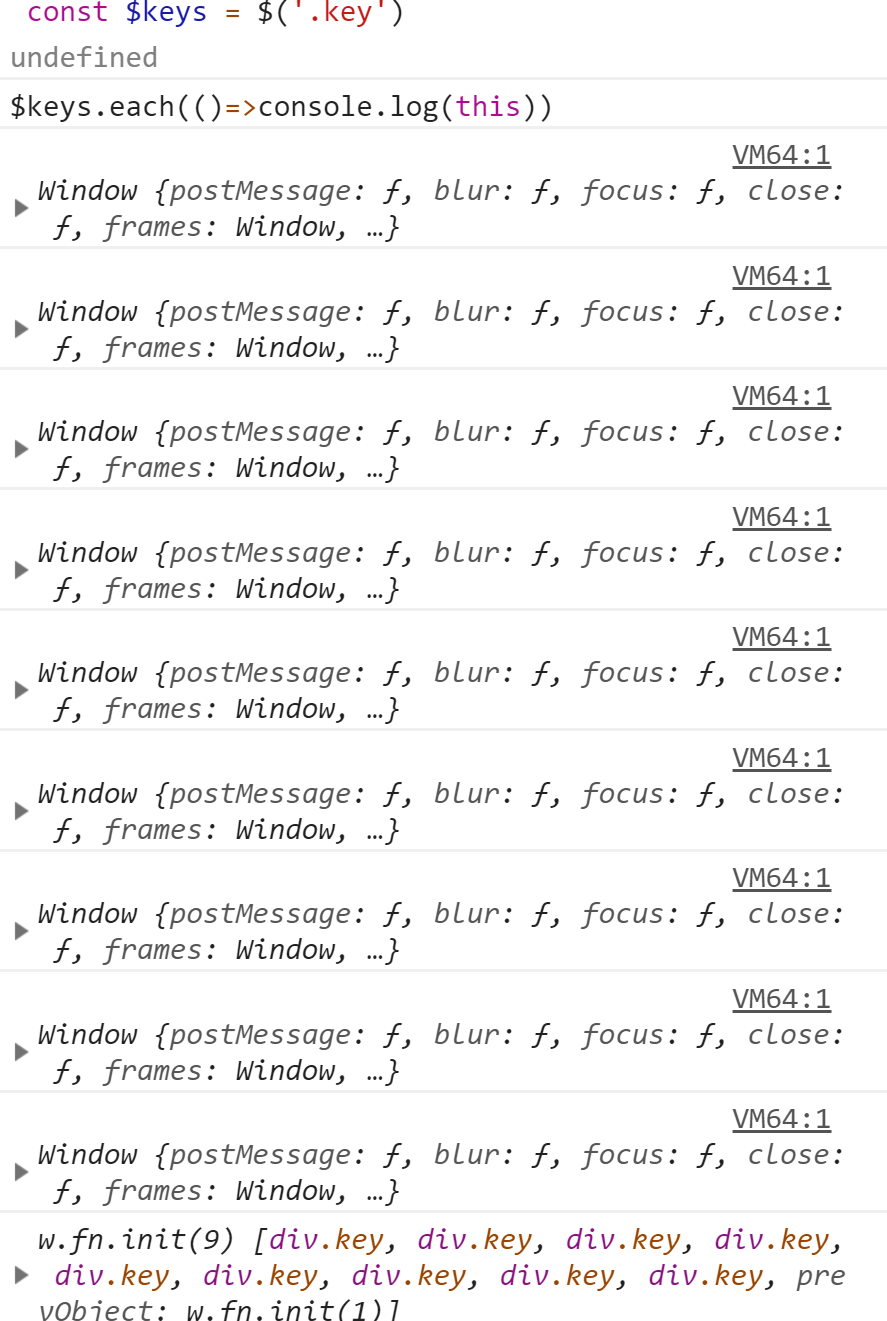 const $keys = $('.key')
undefined
$keys.each(()=>console.log(this))
VM64:1
Window {postMessage: ƒ, blur: ƒ, focus: ƒ, close:
ƒ, frames: Window, …}
VM64:1
Window {postMessage: ƒ, blur: ƒ, focus: ƒ, close:
ƒ, frames: Window, …}
VM64:1
Window {postMessage: ƒ, blur: ƒ, focus: ƒ, close:
ƒ, frames: Window, …}
VM64:1
Window {postMessage: ƒ, blur: ƒ, focus: ƒ, close:
ƒ, frames: Window, …}
VM64:1
Window {postMessage: ƒ, blur: ƒ, focus: ƒ, close:
ƒ, frames: Window, …}
VM64:1
Window {postMessage: ƒ, blur: ƒ, focus: ƒ, close:
ƒ, frames: Window, …}
VM64:1
Window {postMessage: ƒ, blur: ƒ, focus: ƒ, close:
ƒ, frames: Window, …}
VM64:1
Window {postMessage: ƒ, blur: ƒ, focus: ƒ, close:
ƒ, frames: Window, …}
VM64:1
Window {postMessage: ƒ, blur: ƒ, focus: ƒ, close:
ƒ, frames: Window, …}
w.fn.init(9) [div.key, div.key, div.key, div.key,
div.key, div.key, div.key, div.key, div.key, pre
vObject: w.fn.init(1)]